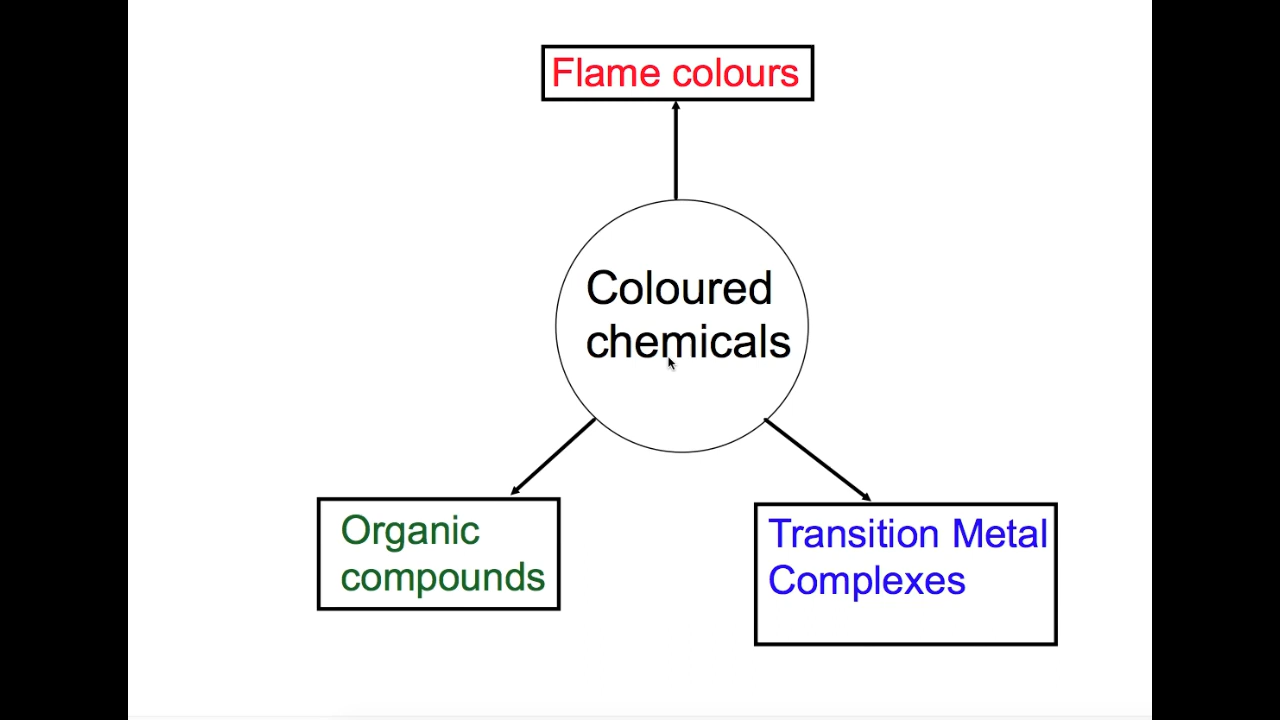 Flame colours
Coloured
chemicals
Organic
compounds
Transition Metal
Complexes